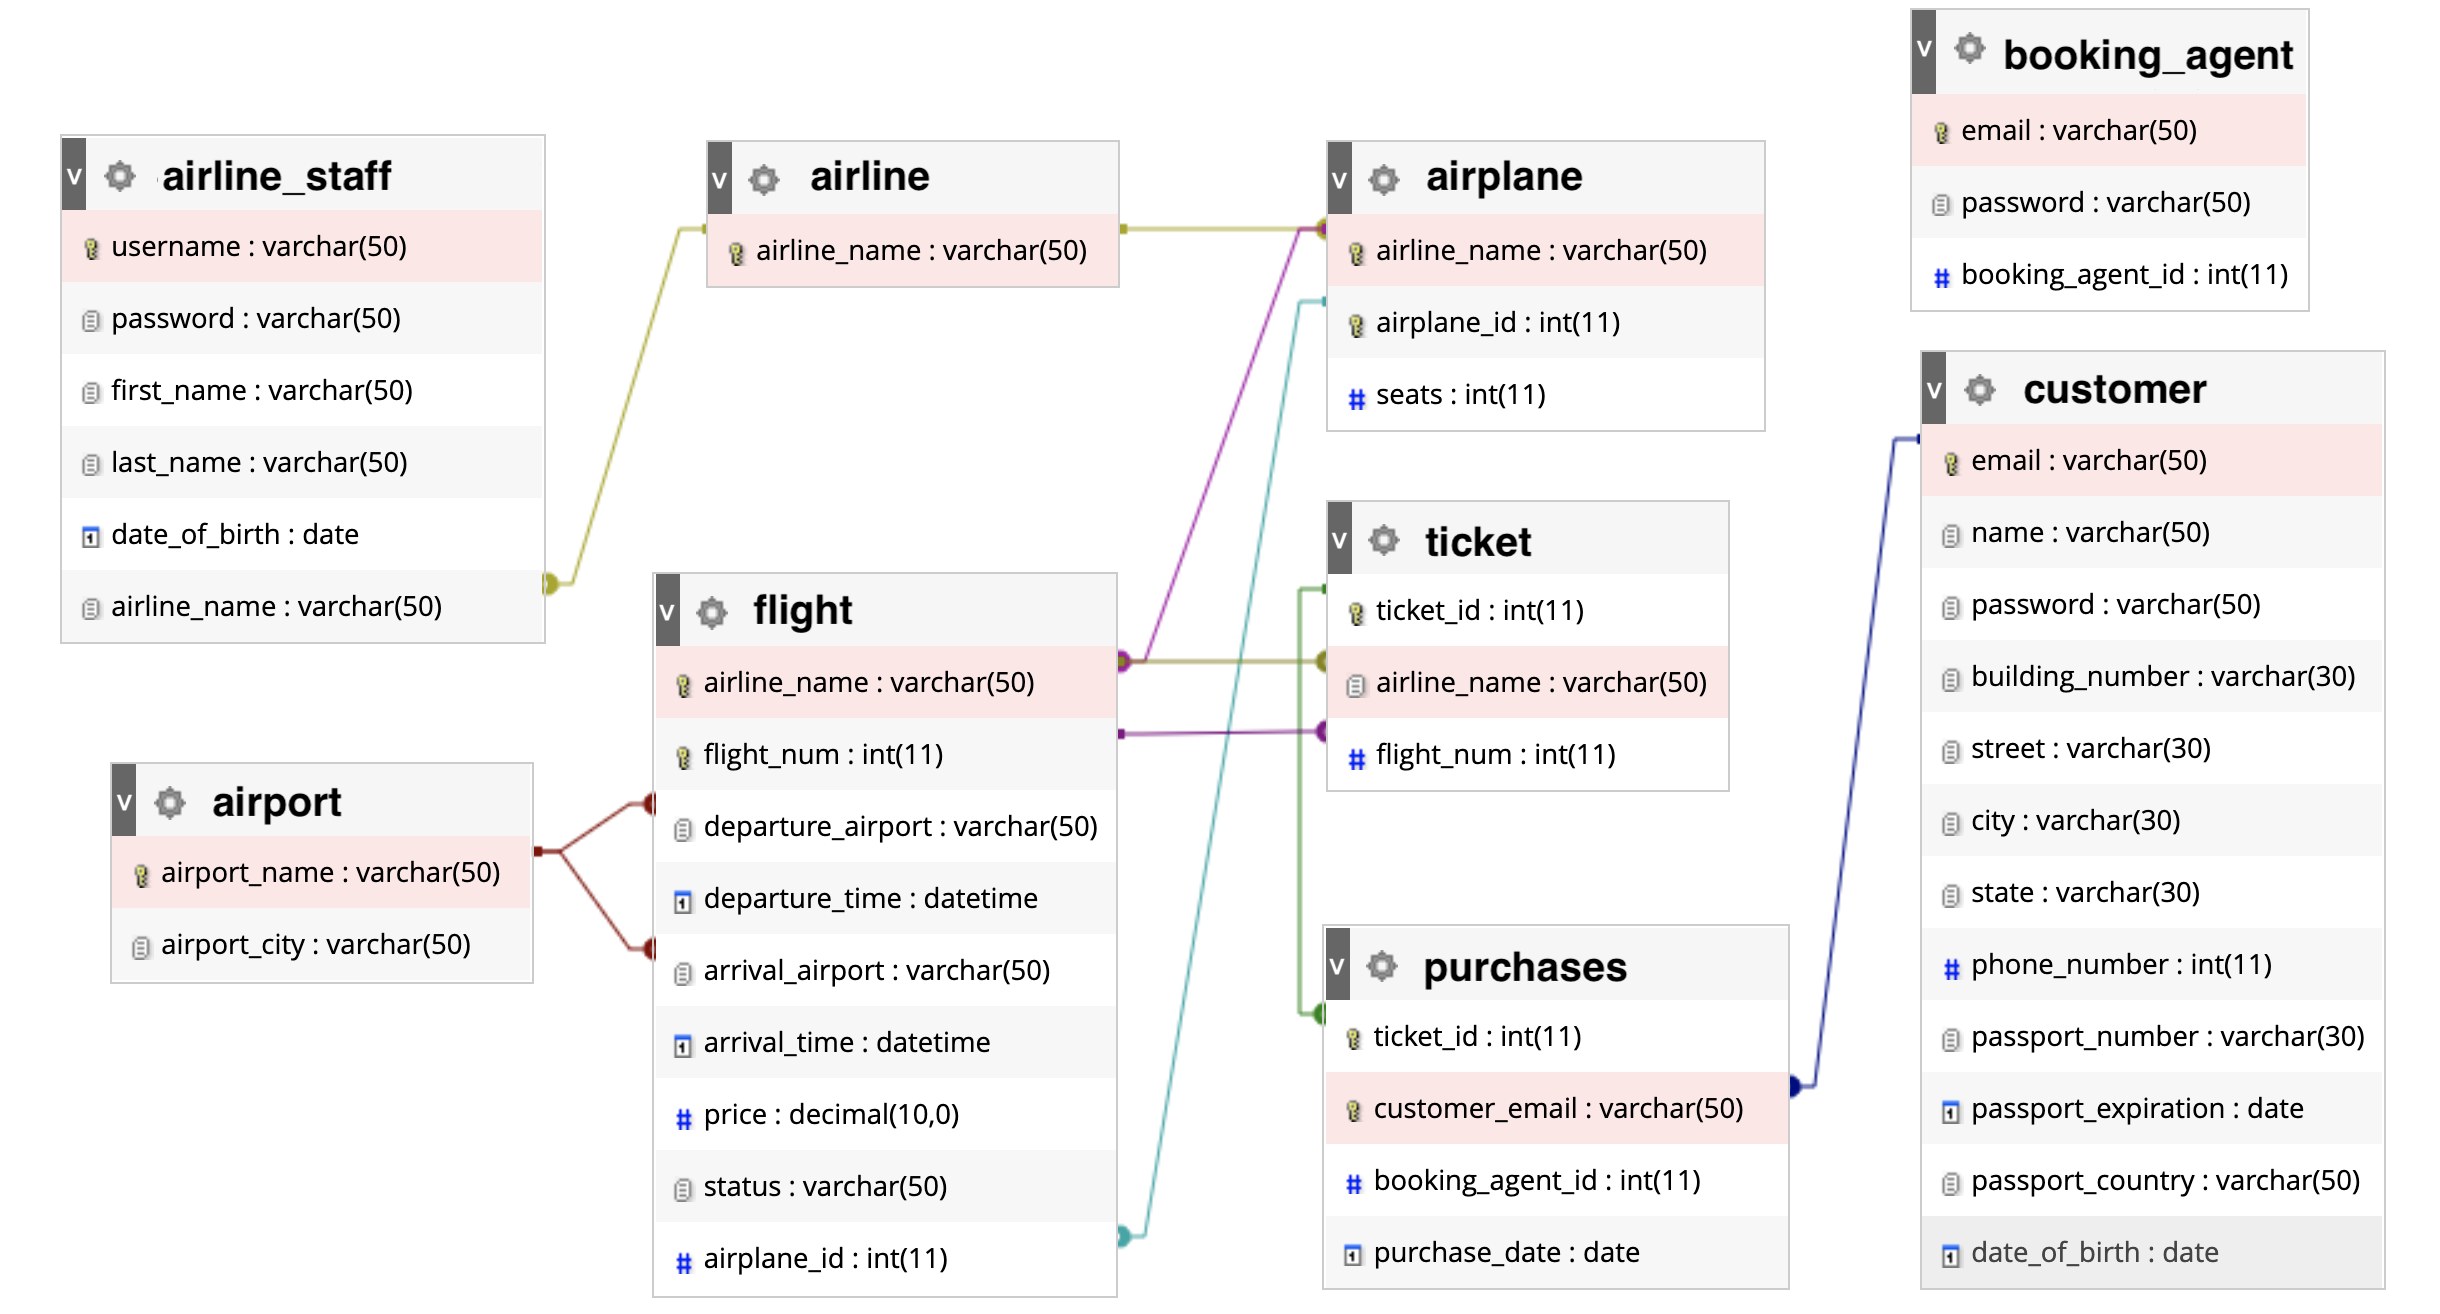 v airline_staff
username : varchar(50)
password : varchar(50)
first_name : varchar(50)
last_name : varchar(50)
date_of_birth : date
airline_name : varchar(50)
v airline
airline_name : varchar(50)
v airplane
airline_name : varchar(50)
airplane_id : int(11)
# seats : int(11)
v booking_agent
email : varchar(50)
password : varchar(50)
# booking_agent_id : int(11)
v customer
email : varchar(50)
name : varchar(50)
password : varchar(50)
building_number : varchar(30)
street : varchar(30)
city : varchar(30)
state : varchar(30)
# phone_number : int(11)
passport_number : varchar(30)
passport_expiration : date
passport_country : varchar(50)
date_of_birth : date
v ticket
ticket_id : int(11)
airline_name : varchar(50)
# flight_num : int(11)
v flight
airline_name : varchar(50)
flight_num : int(11)
departure_airport : varchar(50)
departure_time : datetime
arrival_airport : varchar(50)
arrival_time : datetime
# price : decimal(10,0)
status : varchar(50)
# airplane_id : int(11)
v airport
airport_name : varchar(50)
airport_city : varchar(50)
v purchases
ticket_id : int(11)
customer_email : varchar(50)
# booking_agent_id : int(11)
purchase_date : date